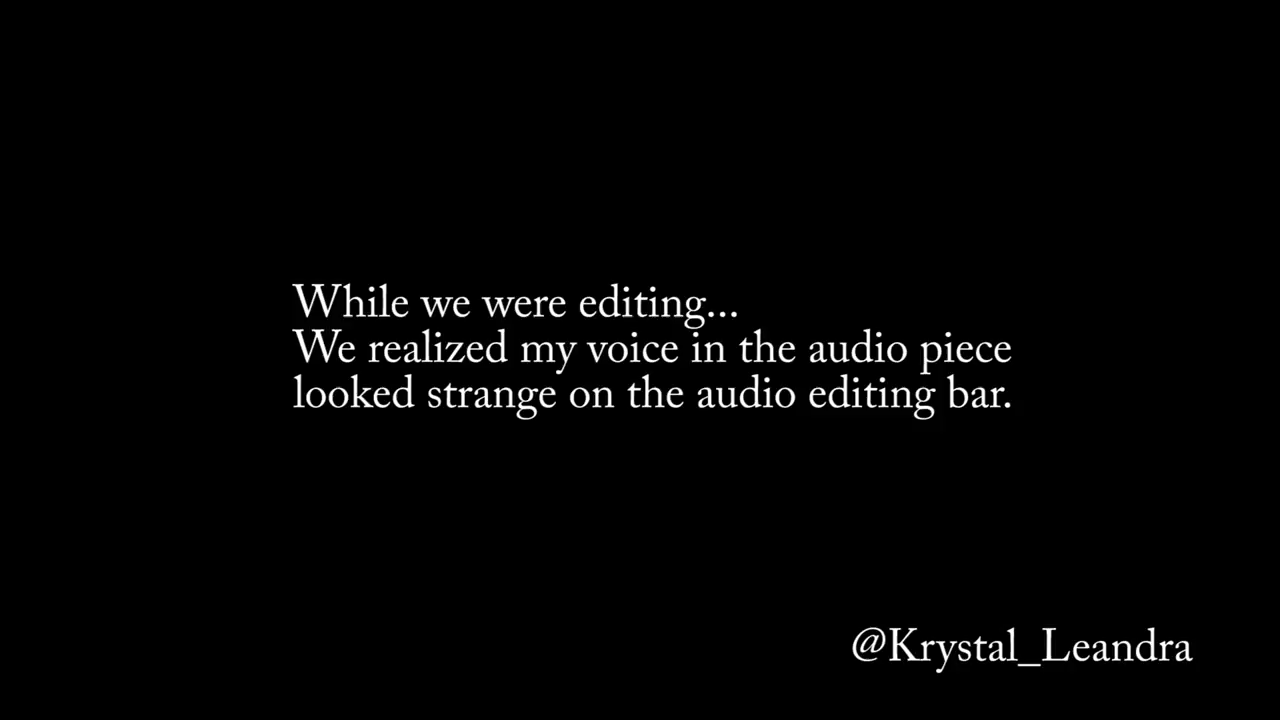 While we were editing...
We realized my voice in the audio piece
looked strange on the audio editing bar.
@Krystal_Leandra